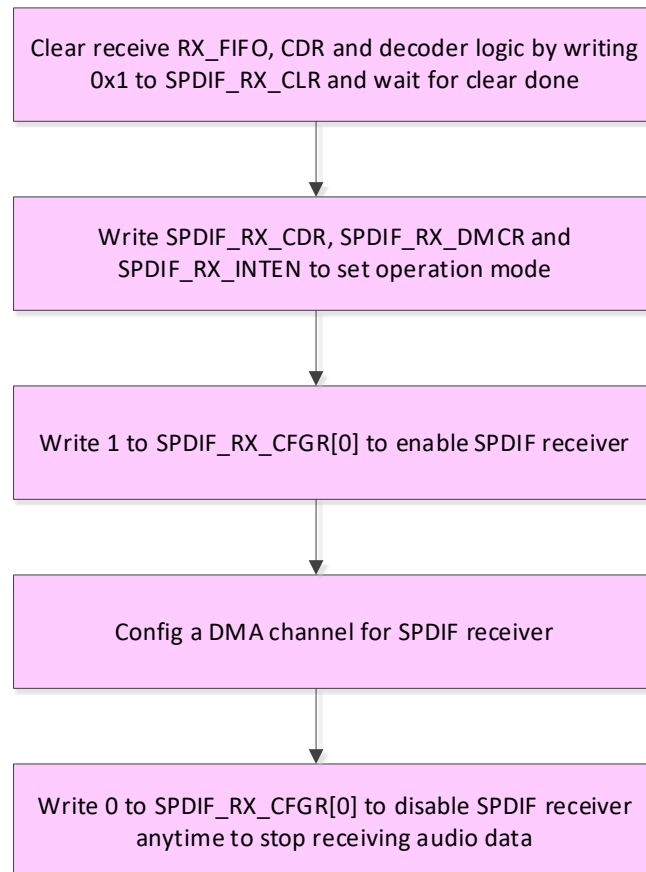 Clear receive RX_FIFO, CDR and decoder logic by writing
0x1 to SPDIF_RX_CLR and wait for clear done
Write SPDIF_RX_CDR, SPDIF_RX_DMCR and
SPDIF_RX_INTEN to set operation mode
Write 1 to SPDIF_RX_CFGR[0] to enable SPDIF receiver
Config a DMA channel for SPDIF receiver
Write 0 to SPDIF_RX_CFGR[0] to disable SPDIF receiver
anytime to stop receiving audio data